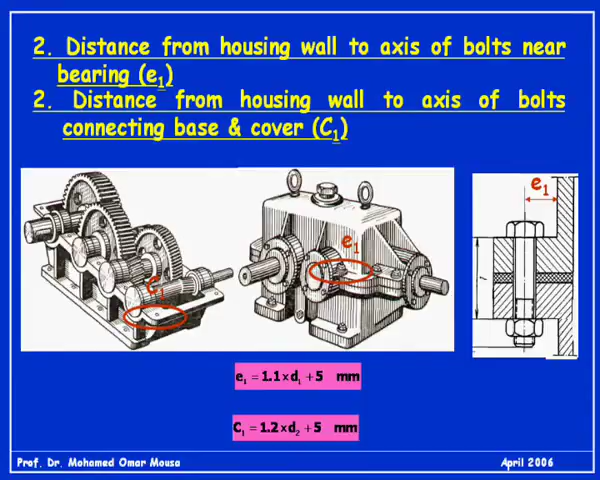 2. Distance from housing wall to axis of bolts near
bearing (e₁)
2. Distance from housing wall to axis of bolts
connecting base & cover (C₁)
e₁
e₁
C₁
l
e₁ = 1.1×d₁ + 5 mm
C₁ = 1.2×d₂ + 5 mm
Prof. Dr. Mohamed Omar Mousa
April 2006